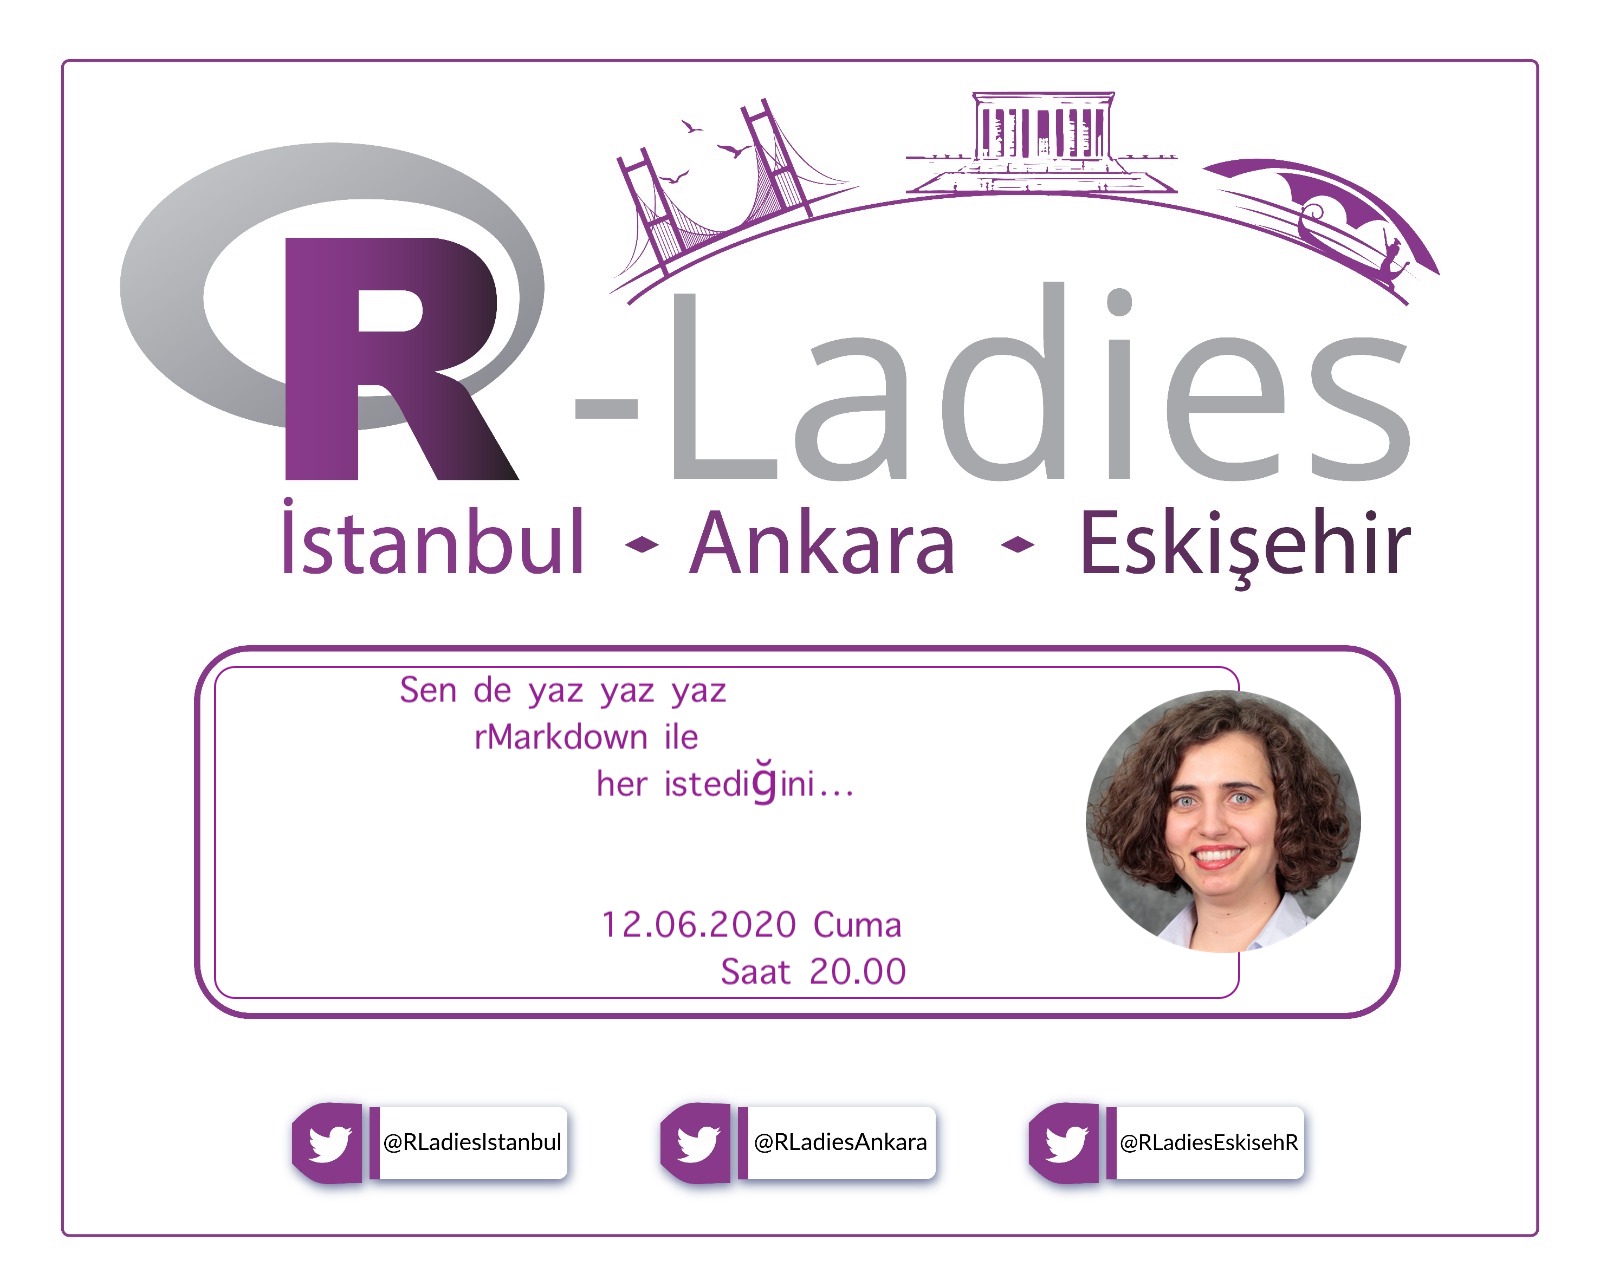 R-Ladies
İstanbul - Ankara - Eskişehir
Sen de yaz yaz yaz
rMarkdown ile
her istediğini...
12.06.2020 Cuma
Saat 20.00
@RLadiesIstanbul
@RLadiesAnkara
@RLadiesEskisehR